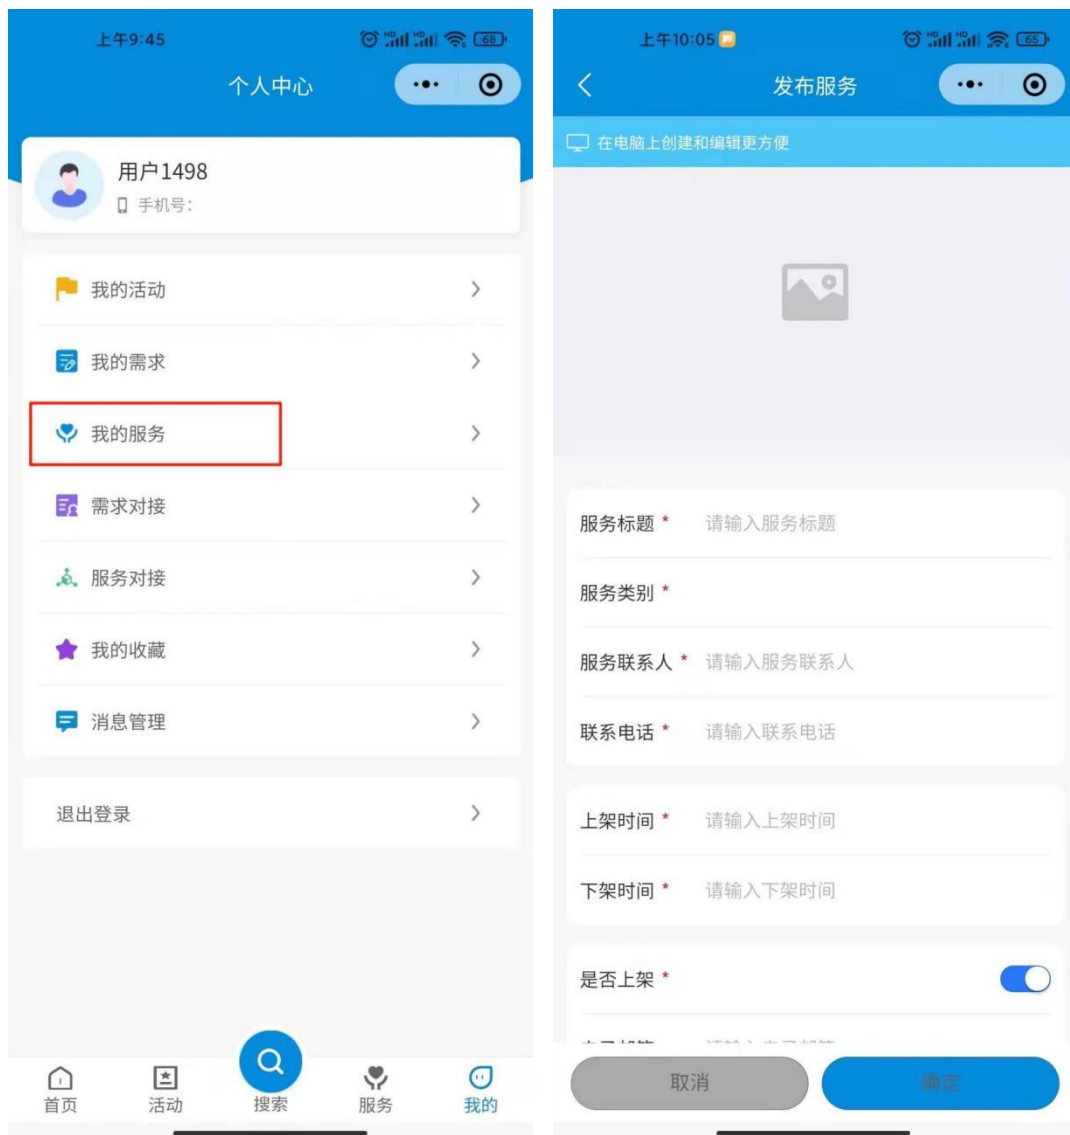 上午9:45
68
个人中心
用户1498
手机号：
我的活动
我的需求
我的服务
需求对接
服务对接
我的收藏
消息管理
退出登录
首页
活动
搜索
服务
我的
上午10:05
65
发布服务
在电脑上创建和编辑更方便
服务标题 * 请输入服务标题
服务类别 *
服务联系人 * 请输入服务联系人
联系电话 * 请输入联系电话
上架时间 * 请输入上架时间
下架时间 * 请输入下架时间
是否上架 *
取消
确定